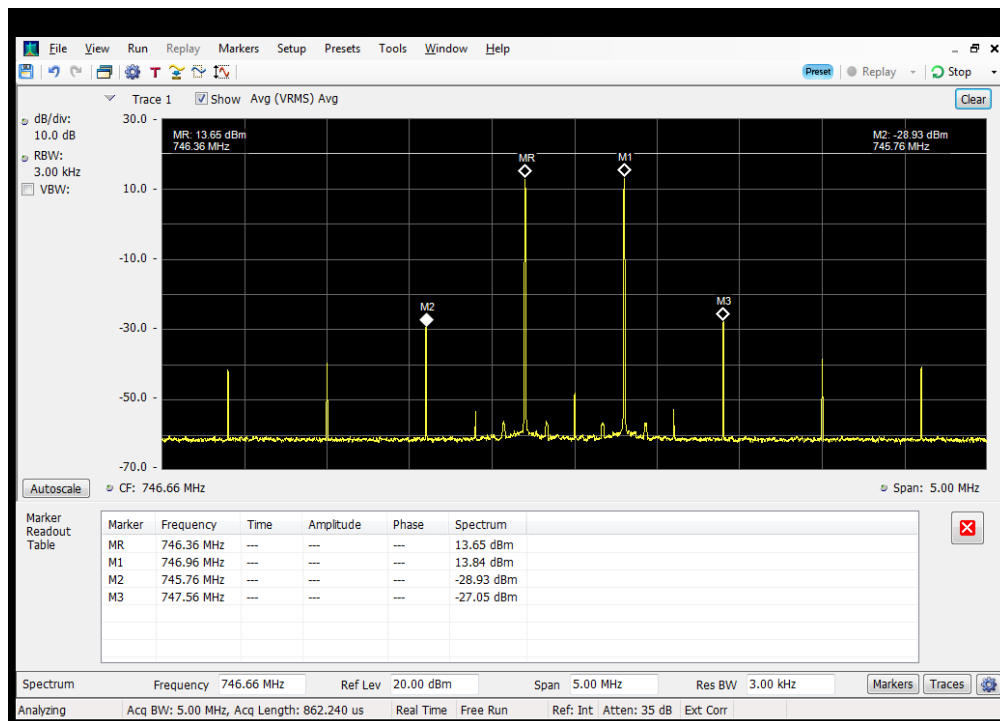 File View Run Replay Markers Setup Presets Tools Window Help
T Preset Replay Stop
Trace 1 Show Avg (VRMS) Avg Clear
dB/div:
10.0 dB
RBW:
3.00 kHz
VBW:
30.0 -
10.0 -
-10.0 -
-30.0 -
-50.0 -
-70.0 -
MR: 13.65 dBm
746.36 MHz
M2: -28.93 dBm
745.76 MHz
MR
M1
M2
M3
Autoscale CF: 746.66 MHz Span: 5.00 MHz
Marker
Readout
Table
Marker Frequency Time Amplitude Phase Spectrum
MR 746.36 MHz --- --- --- 13.65 dBm
M1 746.96 MHz --- --- --- 13.84 dBm
M2 745.76 MHz --- --- --- -28.93 dBm
M3 747.56 MHz --- --- --- -27.05 dBm
Spectrum Frequency 746.66 MHz Ref Lev 20.00 dBm Span 5.00 MHz Res BW 3.00 kHz Markers Traces
Analyzing Acq BW: 5.00 MHz, Acq Length: 862.240 us Real Time Free Run Ref: Int Atten: 35 dB Ext Corr